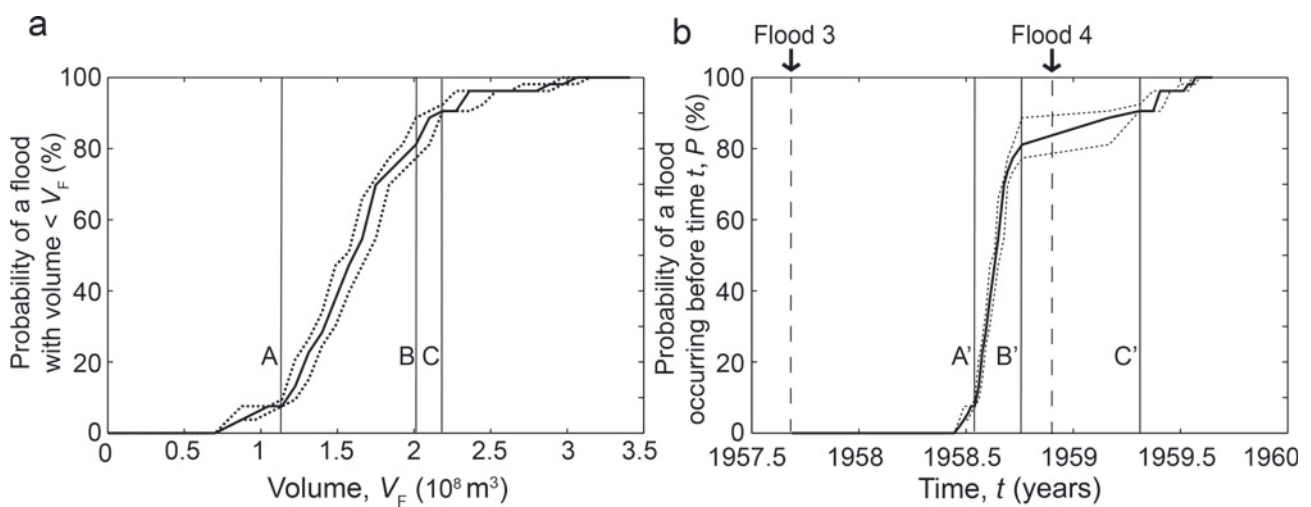 a
Probability of a flood
with volume < V_F (%)
100
80
60
40
20
0
A
B
C
0
0.5
1
1.5
2
2.5
3
3.5
Volume, V_F (10⁸ m³)
b
Flood 3
Flood 4
Probability of a flood
occurring before time t, P (%)
100
80
60
40
20
0
A’
B’
C’
1957.5
1958
1958.5
1959
1959.5
1960
Time, t (years)